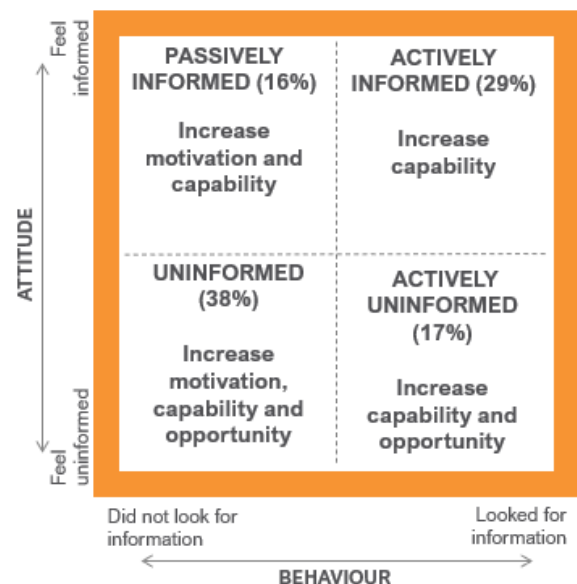 Feel
informed
PASSIVELY
INFORMED (16%)
Increase
motivation and
capability
ACTIVELY
INFORMED (29%)
Increase
capability
ATTITUDE
UNINFORMED
(38%)
Increase
motivation,
capability and
opportunity
ACTIVELY
UNINFORMED
(17%)
Increase
capability and
opportunity
Feel
uninformed
Did not look for
information
Looked for
information
BEHAVIOUR